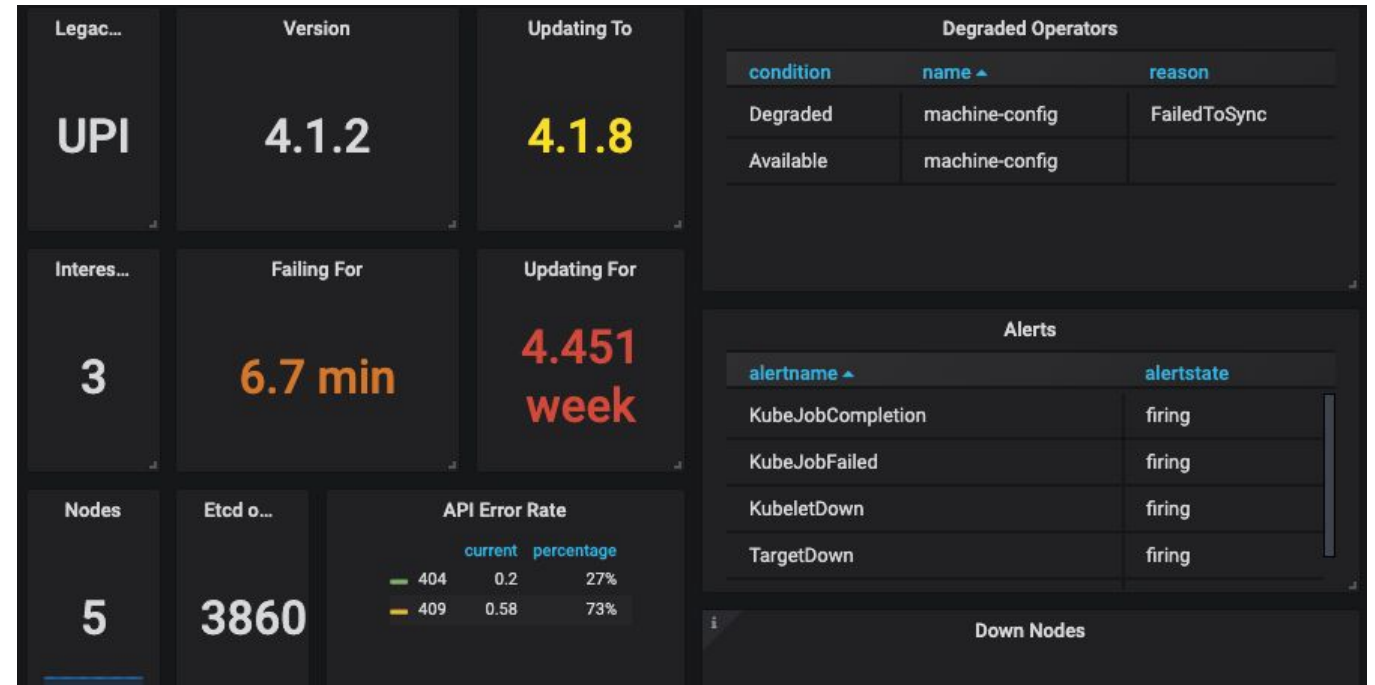 Legac...
UPI
Version
4.1.2
Updating To
4.1.8
Degraded Operators
condition name reason
Degraded machine-config FailedToSync
Available machine-config
Interes...
3
Failing For
6.7 min
Updating For
4.451
week
Alerts
alertname alertstate
KubeJobCompletion firing
KubeJobFailed firing
KubeletDown firing
TargetDown firing
Nodes
5
Etcd o...
3860
API Error Rate
current percentage
404 0.2 27%
409 0.58 73%
i
Down Nodes